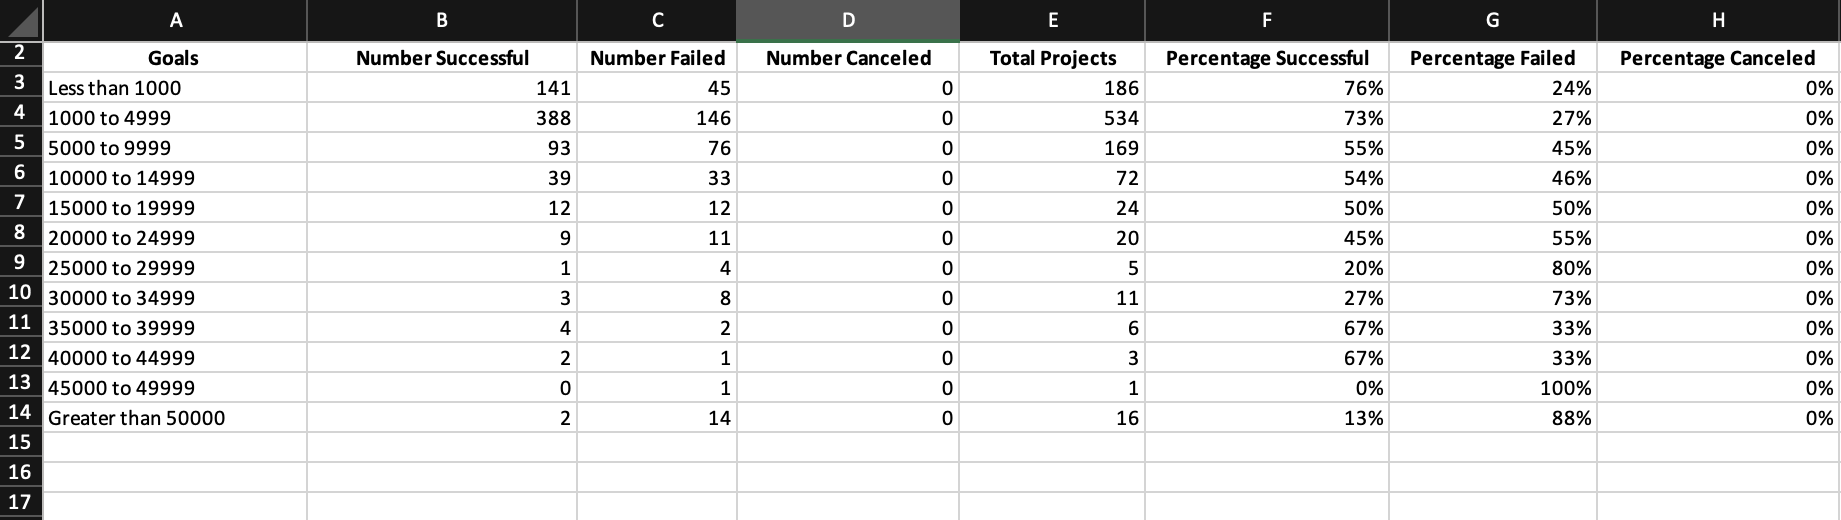 A B C D E F G H
2 Goals Number Successful Number Failed Number Canceled Total Projects Percentage Successful Percentage Failed Percentage Canceled
3 Less than 1000 141 45 0 186 76% 24% 0%
4 1000 to 4999 388 146 0 534 73% 27% 0%
5 5000 to 9999 93 76 0 169 55% 45% 0%
6 10000 to 14999 39 33 0 72 54% 46% 0%
7 15000 to 19999 12 12 0 24 50% 50% 0%
8 20000 to 24999 9 11 0 20 45% 55% 0%
9 25000 to 29999 1 4 0 5 20% 80% 0%
10 30000 to 34999 3 8 0 11 27% 73% 0%
11 35000 to 39999 4 2 0 6 67% 33% 0%
12 40000 to 44999 2 1 0 3 67% 33% 0%
13 45000 to 49999 0 1 0 1 0% 100% 0%
14 Greater than 50000 2 14 0 16 13% 88% 0%
15
16
17